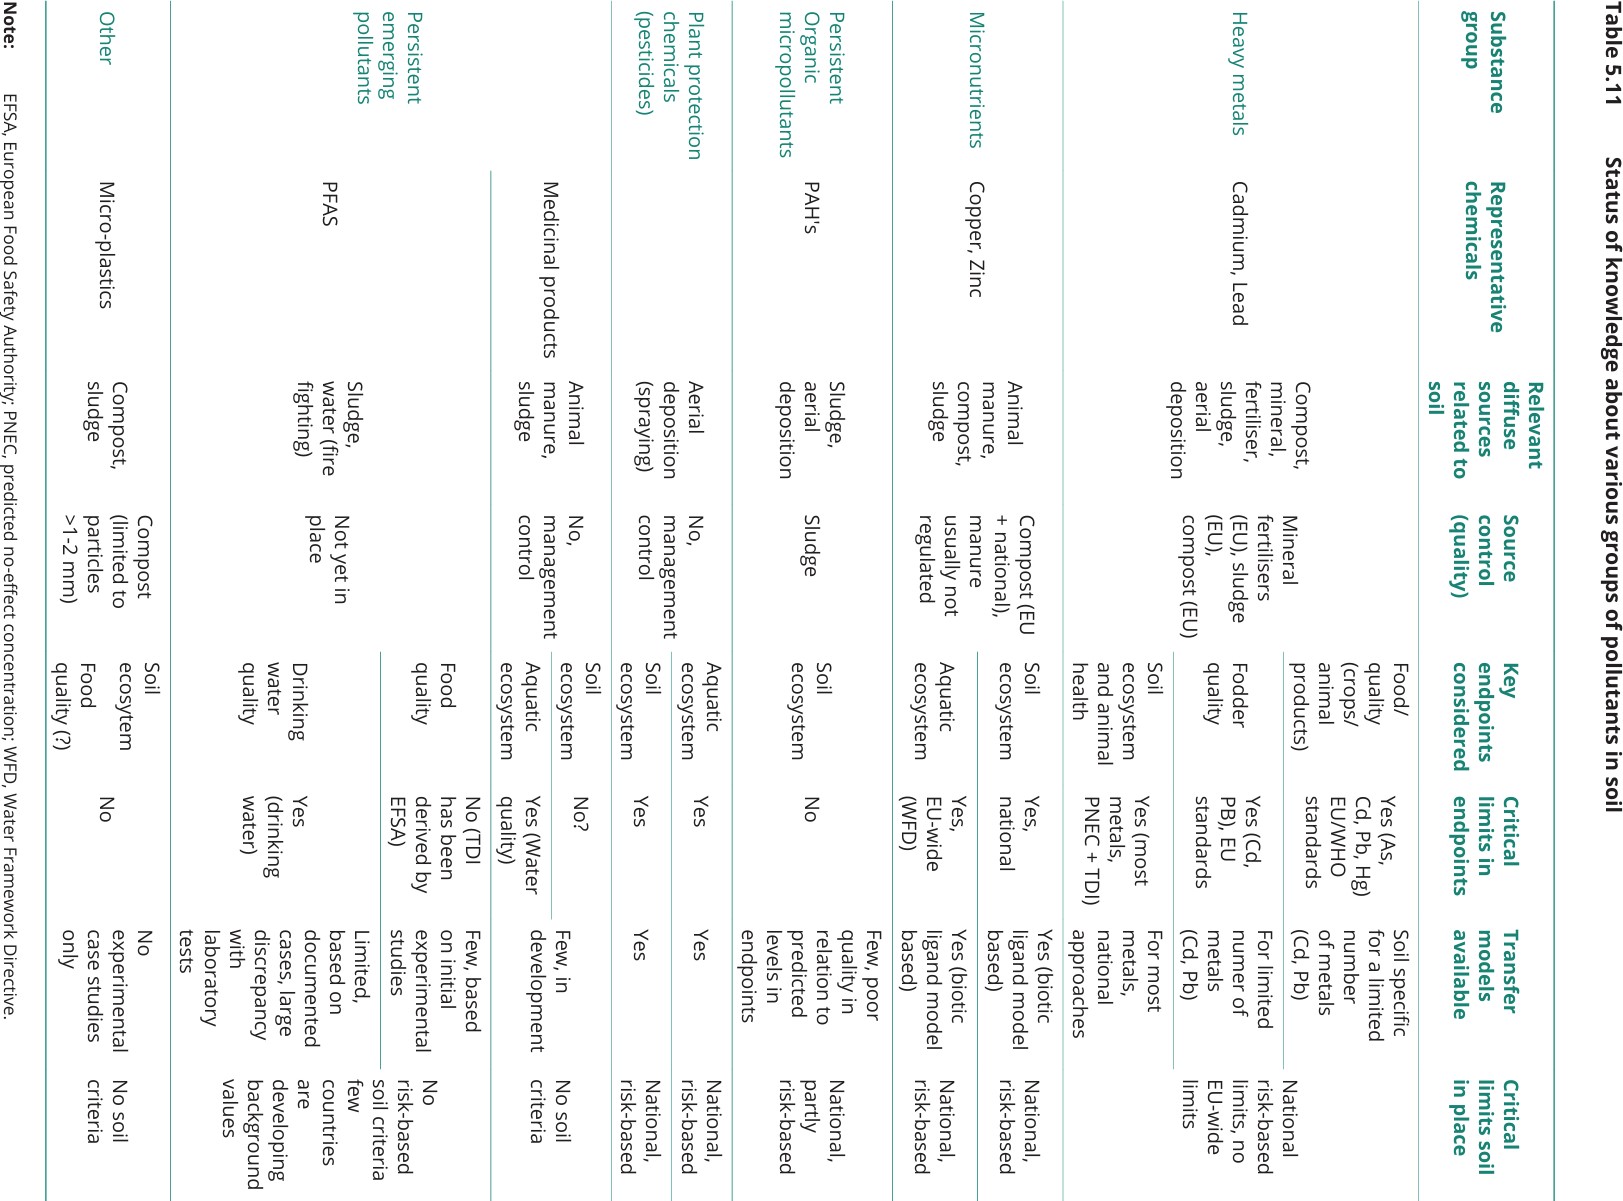 Table 5.11 Status of knowledge about various groups of pollutants in soil
Substance
group
Representative
chemicals
Relevant
diffuse
sources
related to
soil
Source
control
(quality)
Key
endpoints
considered
Critical
limits in
endpoints
Transfer
models
available
Critical
limits soil
in place
Heavy metals
Cadmium, Lead
Compost,
mineral,
fertiliser,
sludge,
aerial
deposition
Mineral
fertilisers
(EU), sludge
(EU),
compost (EU)
Food/
quality
(crops/
animal
products)
Yes (As,
Cd, Pb, Hg)
EU/WHO
standards
Soil specific
for a limited
number
of metals
(Cd, Pb)
National
risk-based
limits, no
EU-wide
limits
Fodder
quality
Yes (Cd,
PB), EU
standards
For limited
numer of
metals
(Cd, Pb)
Soil
ecosystem
and animal
health
Yes (most
metals,
PNEC + TDI)
For most
metals,
national
approaches
Micronutrients
Copper, Zinc
Animal
manure,
compost,
sludge
Compost (EU
+ national),
manure
usually not
regulated
Soil
ecosystem
Yes,
national
Yes (biotic
ligand model
based)
National,
risk-based
Aquatic
ecosystem
Yes,
EU-wide
(WFD)
Yes (biotic
ligand model
based)
National,
risk-based
Persistent
Organic
micropollutants
PAH's
Sludge,
aerial
deposition
Sludge
Soil
ecosystem
No
Few, poor
quality in
relation to
predicted
levels in
endpoints
National,
partly
risk-based
Plant protection
chemicals
(pesticides)
Aerial
deposition
(spraying)
No,
management
control
Aquatic
ecosystem
Yes
Yes
National,
risk-based
Soil
ecosystem
Yes
Yes
National,
risk-based
Persistent
emerging
pollutants
Medicinal products
Animal
manure,
sludge
No,
management
control
Soil
ecosystem
No?
Few, in
development
No soil
criteria
Aquatic
ecosystem
Yes (Water
quality)
PFAS
Sludge,
water (fire
fighting)
Not yet in
place
Food
quality
No (TDI
has been
derived by
EFSA)
Few, based
on initial
experimental
studies
No
risk-based
soil criteria
few
countries
are
developing
background
values
Drinking
water
quality
Yes
(drinking
water)
Limited,
based on
documented
cases, large
discrepancy
with
laboratory
tests
Other
Micro-plastics
Compost,
sludge
Compost
(limited to
particles
>1-2 mm)
Soil
ecosytem
Food
quality (?)
No
No
experimental
case studies
only
No soil
criteria
Note: EFSA, European Food Safety Authority; PNEC, predicted no-effect concentration; WFD, Water Framework Directive.